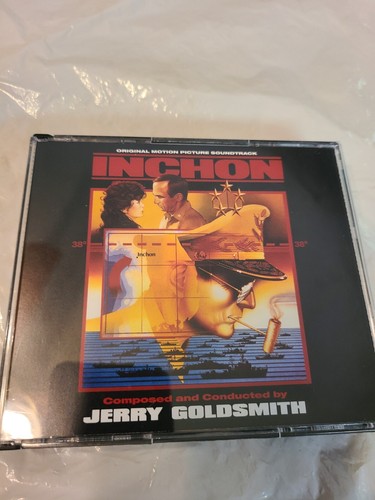 ORIGINAL MOTION PICTURE SOUNDTRACK
INCHON
38° 38°
Inchon
Composed and Conducted by
JERRY GOLDSMITH